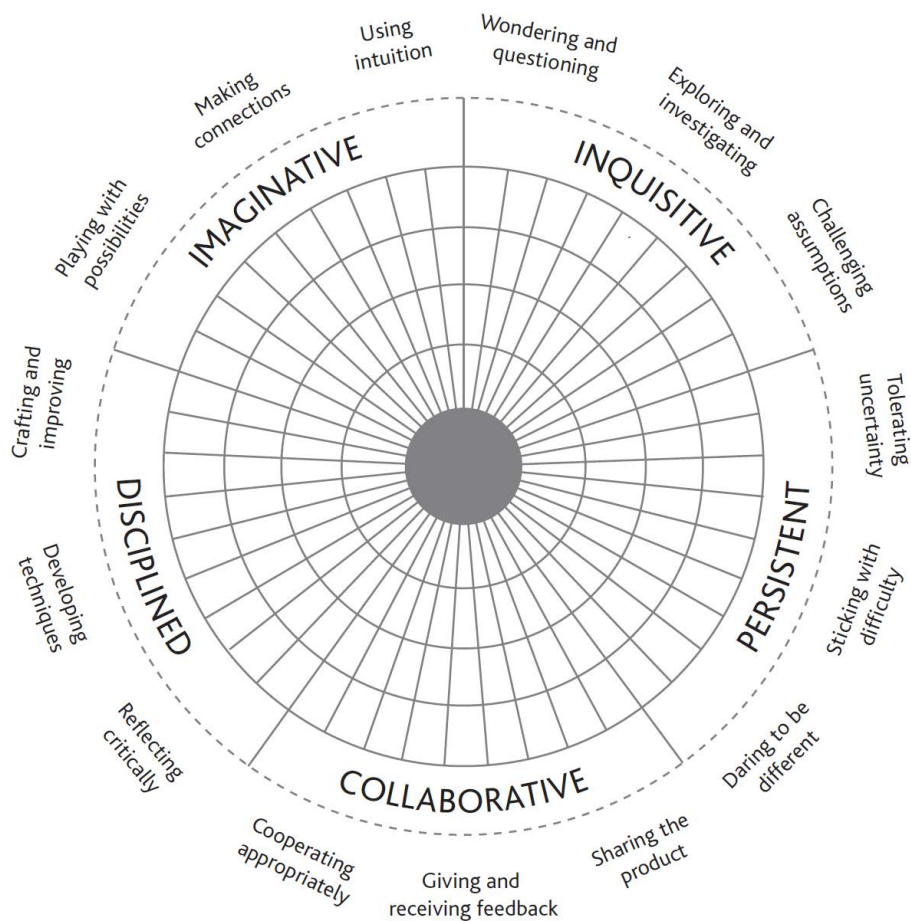 Wondering and
questioning
Exploring and
investigating
Challenging
assumptions
INQUISITIVE
Tolerating
uncertainty
Sticking with
difficulty
Daring to be
different
PERSISTENT
Sharing the
product
Giving and
receiving feedback
Cooperating
appropriately
COLLABORATIVE
Reflecting
critically
Developing
techniques
Crafting and
improving
DISCIPLINED
Playing with
possibilities
Making
connections
Using
intuition
IMAGINATIVE